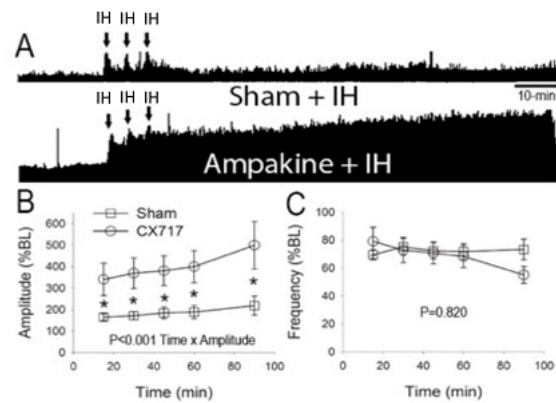 A
IH IH IH
Sham + IH
10-min
IH IH IH
Ampakine + IH
B
Sham
CX717
Amplitude (%BL)
600
500
400
300
200
100
0
* * * * *
P<0.001 Time x Amplitude
0 20 40 60 80 100
Time (min)
C
Frequency (%BL)
100
80
60
40
20
0
P=0.820
0 20 40 60 80 100
Time (min)